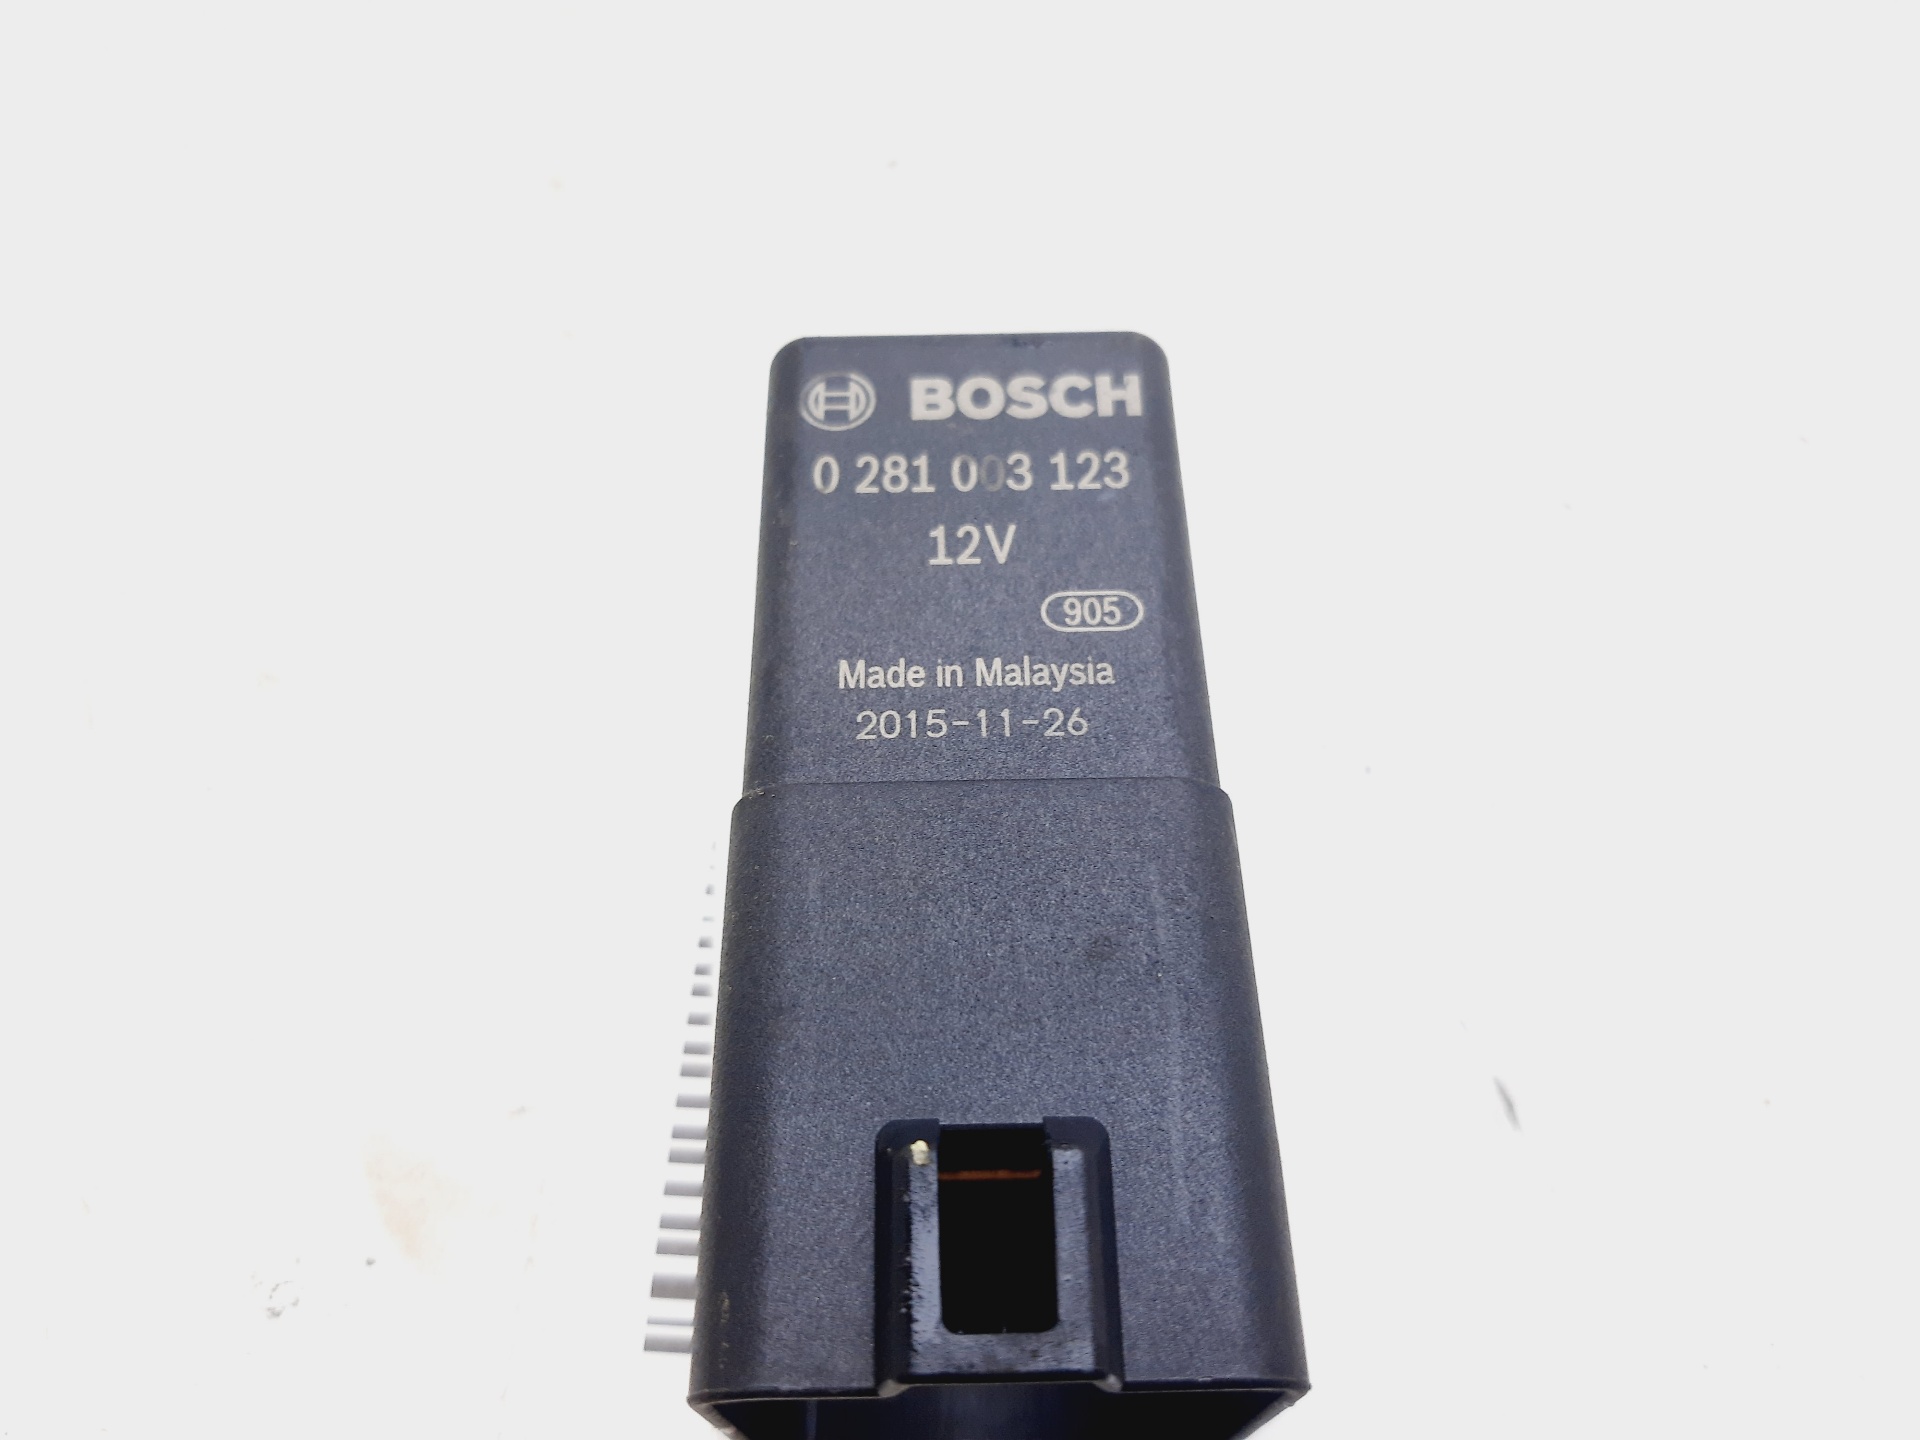 BOSCH
0 281 003 123
12V
905
Made in Malaysia
2015-11-26